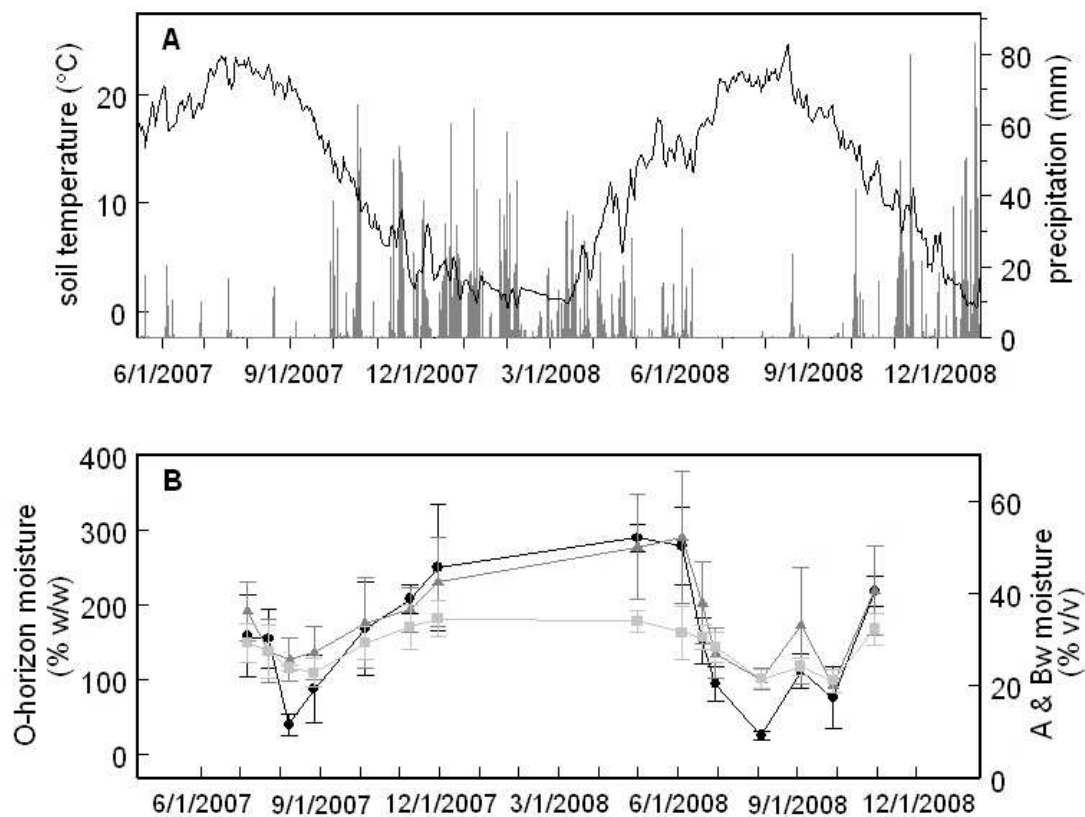 A
soil temperature (°C)
20
10
0
precipitation (mm)
80
60
40
20
0
6/1/2007 9/1/2007 12/1/2007 3/1/2008 6/1/2008 9/1/2008 12/1/2008
B
O-horizon moisture
(% w/w)
400
300
200
100
0
A & Bw moisture
(% v/v)
60
40
20
0
6/1/2007 9/1/2007 12/1/2007 3/1/2008 6/1/2008 9/1/2008 12/1/2008